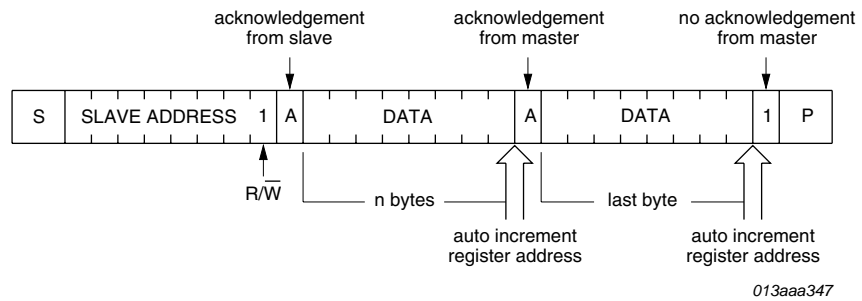 acknowledgement
from slave
acknowledgement
from master
no acknowledgement
from master
S SLAVE ADDRESS 1 A DATA A DATA 1 P
R/W̅
n bytes
last byte
auto increment
register address
auto increment
register address
013aaa347